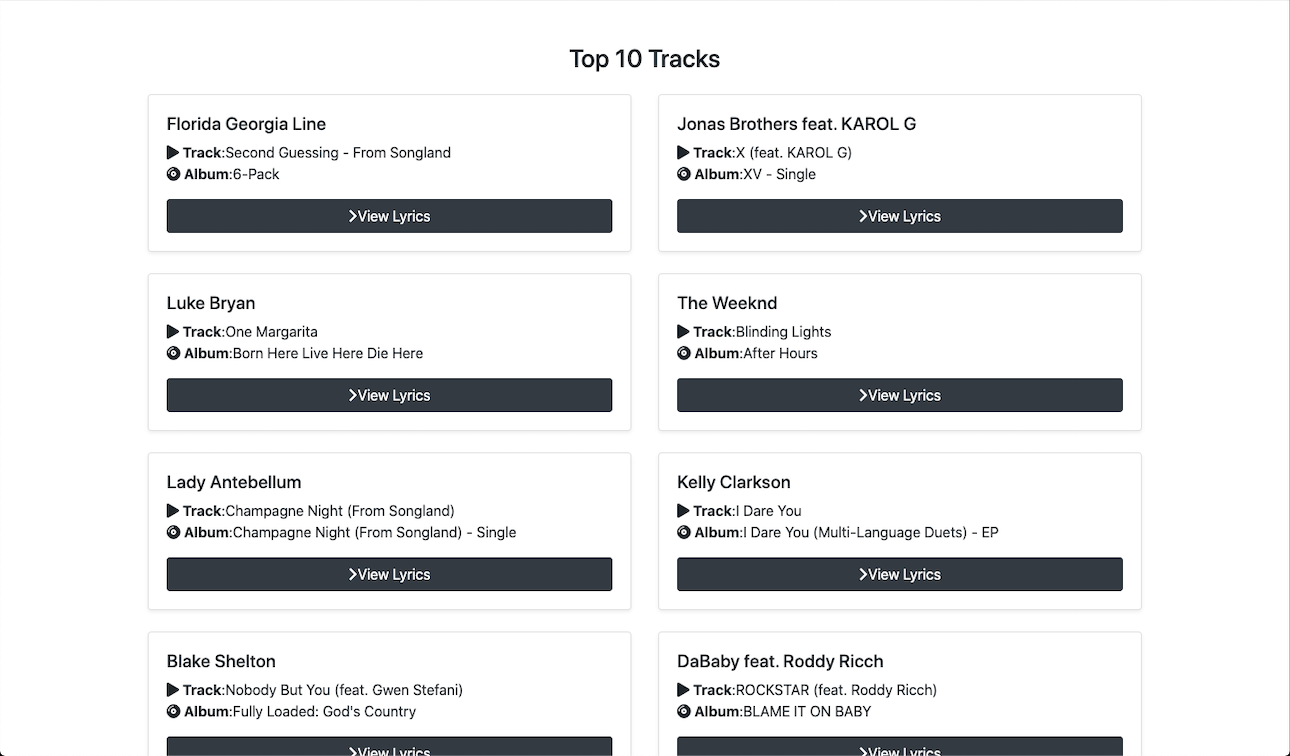 Top 10 Tracks
Florida Georgia Line
Track:Second Guessing - From Songland
Album:6-Pack
View Lyrics
Jonas Brothers feat. KAROL G
Track:X (feat. KAROL G)
Album:XV - Single
View Lyrics
Luke Bryan
Track:One Margarita
Album:Born Here Live Here Die Here
View Lyrics
The Weeknd
Track:Blinding Lights
Album:After Hours
View Lyrics
Lady Antebellum
Track:Champagne Night (From Songland)
Album:Champagne Night (From Songland) - Single
View Lyrics
Kelly Clarkson
Track:I Dare You
Album:I Dare You (Multi-Language Duets) - EP
View Lyrics
Blake Shelton
Track:Nobody But You (feat. Gwen Stefani)
Album:Fully Loaded: God's Country
View Lyrics
DaBaby feat. Roddy Ricch
Track:ROCKSTAR (feat. Roddy Ricch)
Album:BLAME IT ON BABY
View Lyrics